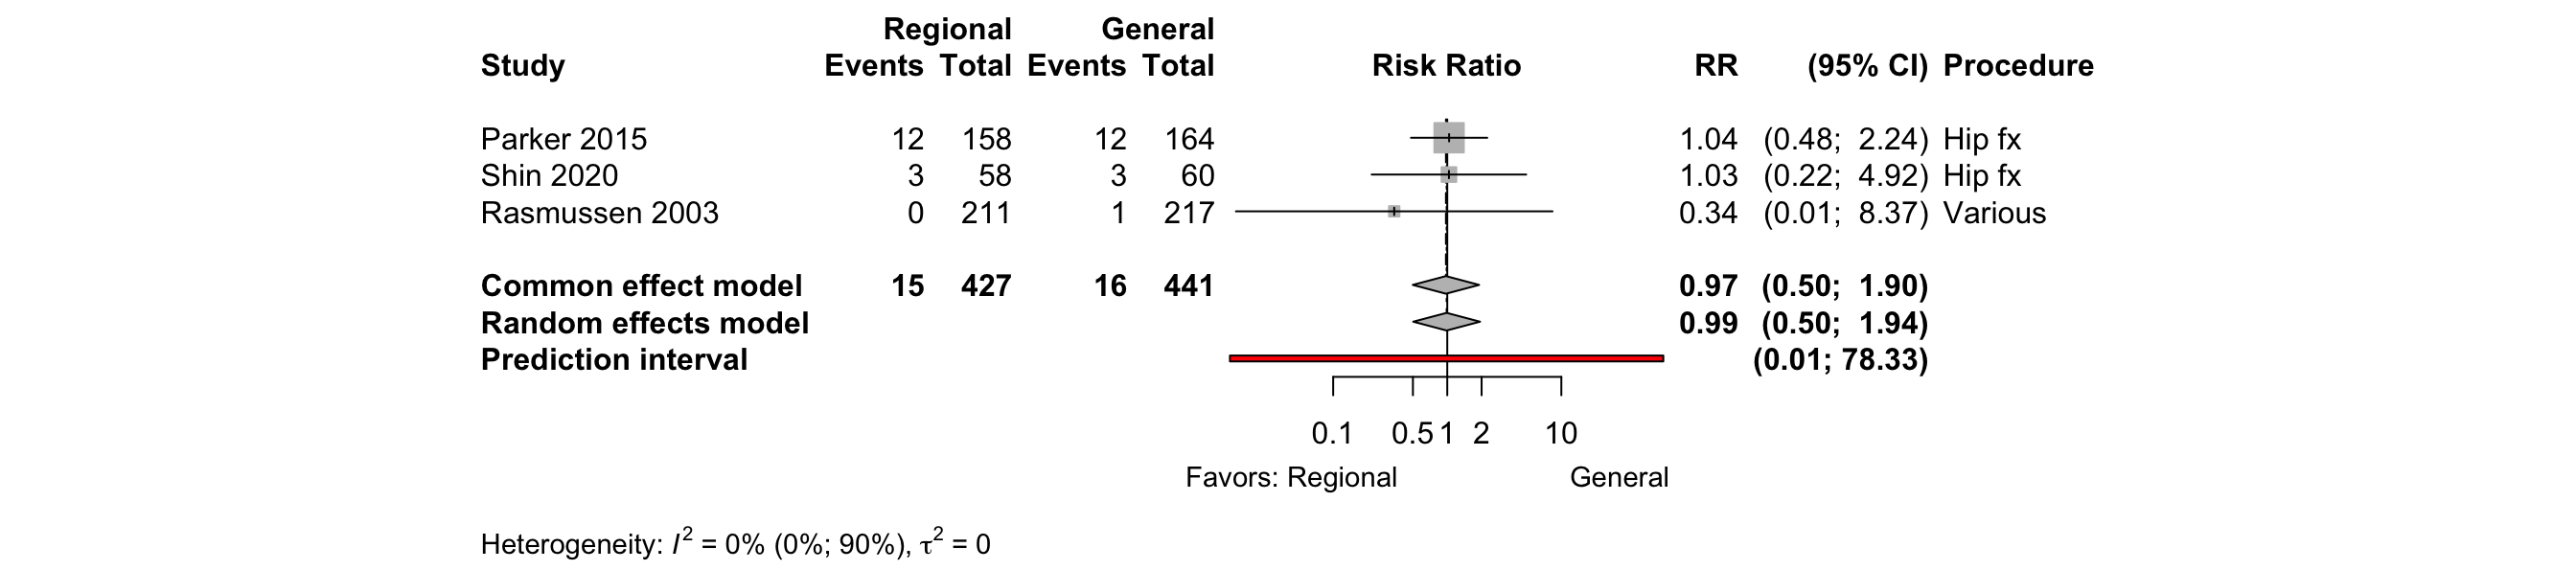 Regional General
Study Events Total Events Total Risk Ratio RR (95% CI) Procedure
Parker 2015 12 158 12 164 1.04 (0.48; 2.24) Hip fx
Shin 2020 3 58 3 60 1.03 (0.22; 4.92) Hip fx
Rasmussen 2003 0 211 1 217 0.34 (0.01; 8.37) Various
Common effect model 15 427 16 441 0.97 (0.50; 1.90)
Random effects model 0.99 (0.50; 1.94)
Prediction interval (0.01; 78.33)
0.1 0.5 1 2 10
Favors: Regional General
Heterogeneity: I² = 0% (0%; 90%), τ² = 0